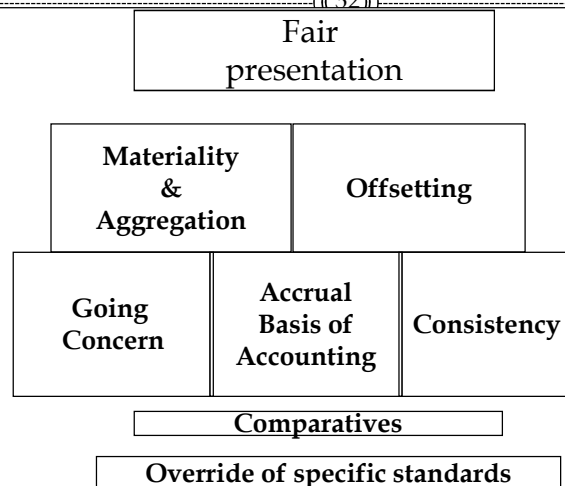 Fair
presentation
Materiality
&
Aggregation
Offsetting
Going
Concern
Accrual
Basis of
Accounting
Consistency
Comparatives
Override of specific standards